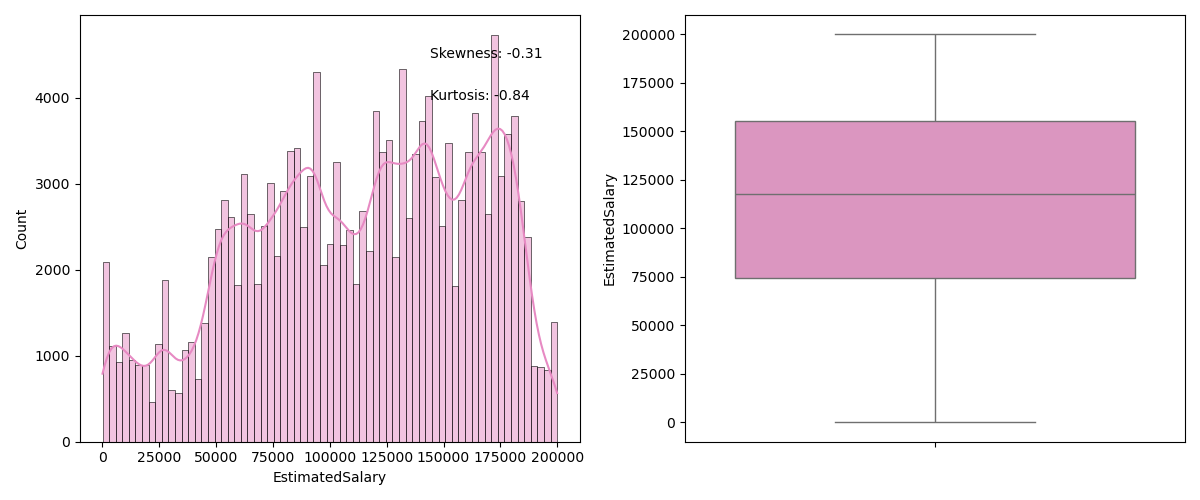 Skewness: -0.31
Kurtosis: -0.84
Count
4000
3000
2000
1000
0
0 25000 50000 75000 100000 125000 150000 175000 200000
EstimatedSalary
EstimatedSalary
200000
175000
150000
125000
100000
75000
50000
25000
0